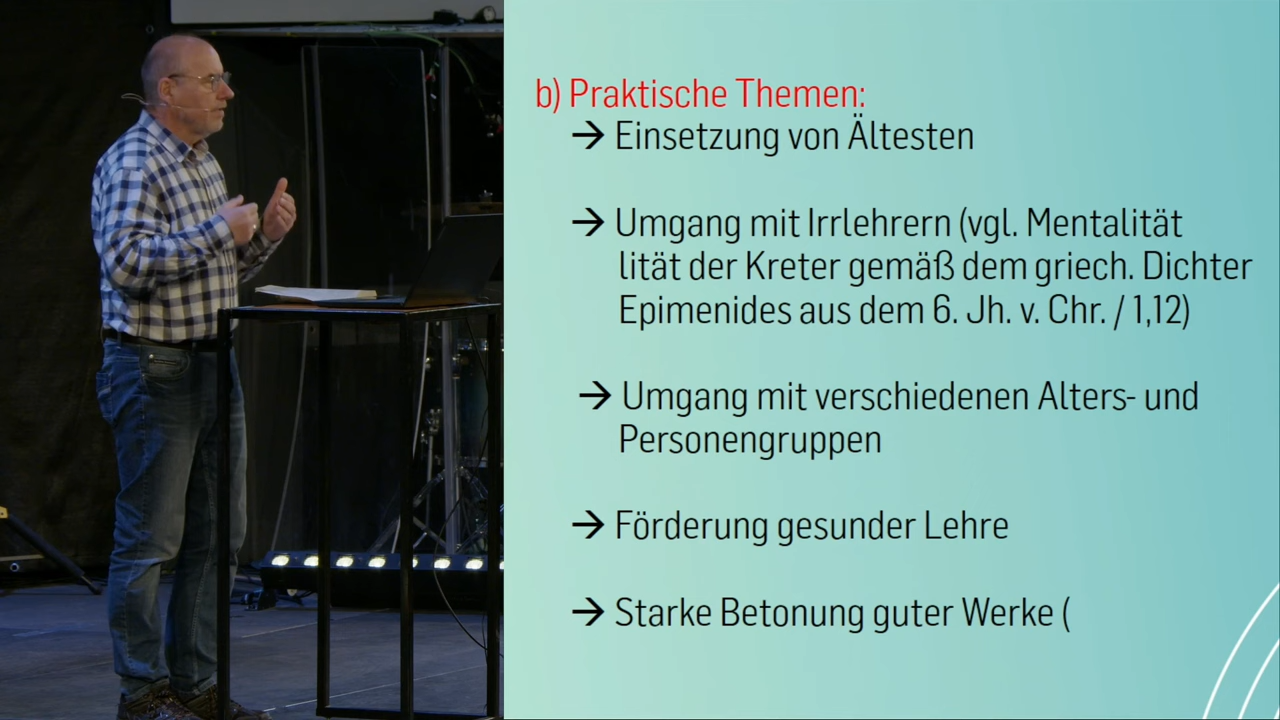 b) Praktische Themen:
→ Einsetzung von Ältesten
→ Umgang mit Irrlehrern (vgl. Mentalität
lität der Kreter gemäß dem griech. Dichter
Epimenides aus dem 6. Jh. v. Chr. / 1,12)
→ Umgang mit verschiedenen Alters- und
Personengruppen
→ Förderung gesunder Lehre
→ Starke Betonung guter Werke (